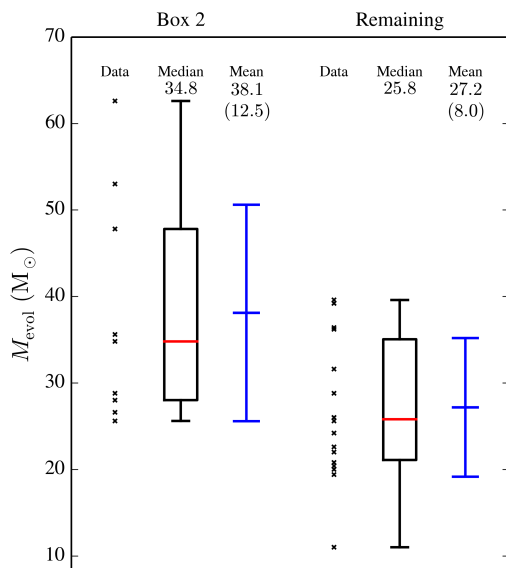 Box 2 Remaining
70
Data Median Mean Data Median Mean
34.8 38.1 25.8 27.2
(12.5) (8.0)
60
50
40
M_evol (M_⊙)
30
20
10